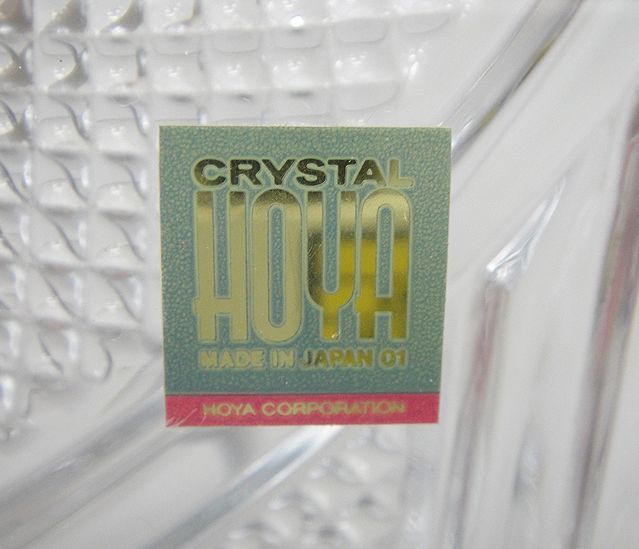 CRYSTAL
HOYA
MADE IN JAPAN 01
HOYA CORPORATION